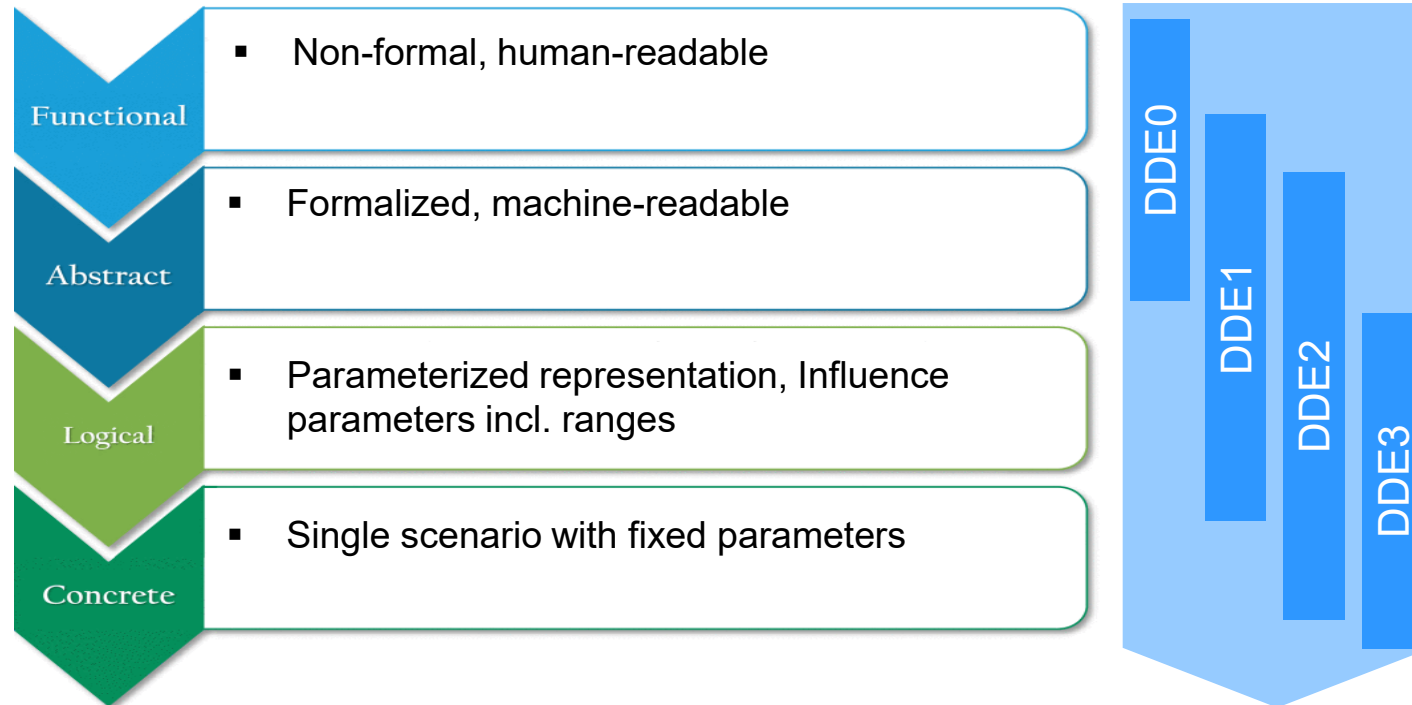 Functional
▪ Non-formal, human-readable
Abstract
▪ Formalized, machine-readable
Logical
▪ Parameterized representation, Influence
parameters incl. ranges
Concrete
▪ Single scenario with fixed parameters
DDE0
DDE1
DDE2
DDE3